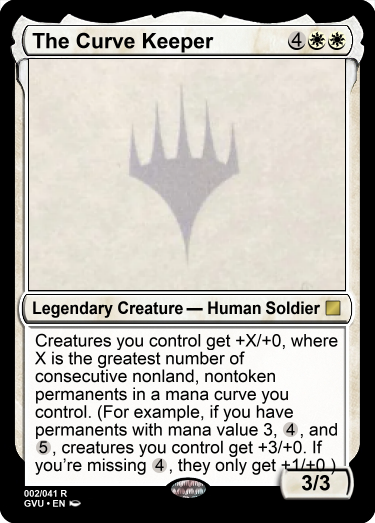 The Curve Keeper 4
Legendary Creature — Human Soldier
Creatures you control get +X/+0, where
X is the greatest number of
consecutive nonland, nontoken
permanents in a mana curve you
control. (For example, if you have
permanents with mana value 3, 4, and
5, creatures you control get +3/+0. If
you're missing 4, they only get +1/+0.)
3/3
002/041 R
GVU • EN